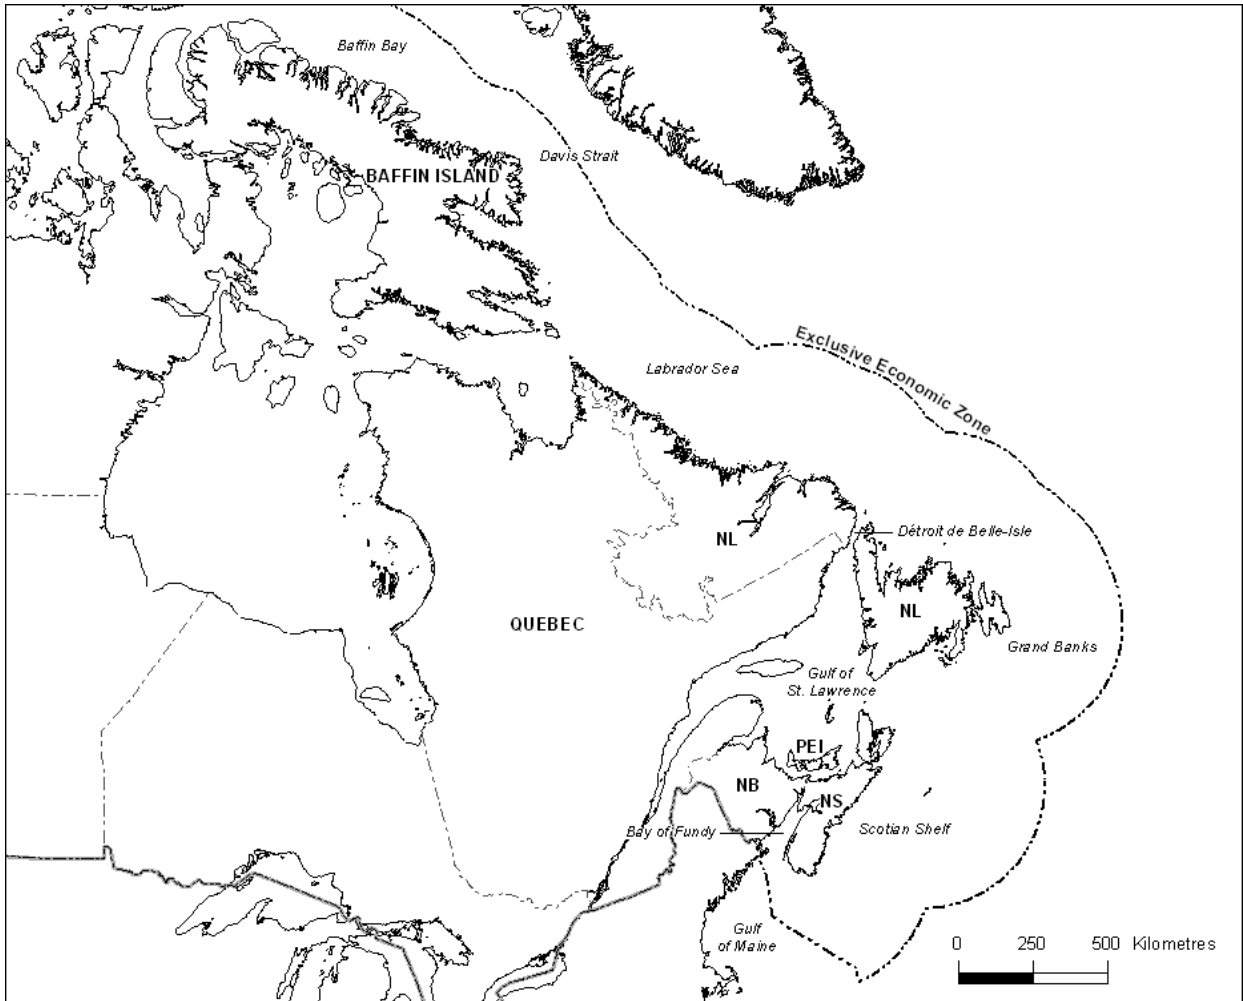 Baffin Bay
Davis Strait
BAFFIN ISLAND
Exclusive Economic Zone
Labrador Sea
NL
Détroit de Belle-Isle
NL
QUEBEC
Grand Banks
Gulf of
St. Lawrence
PEI
NB
NS
Bay of Fundy
Scotian Shelf
Gulf
of Maine
0 250 500 Kilometres